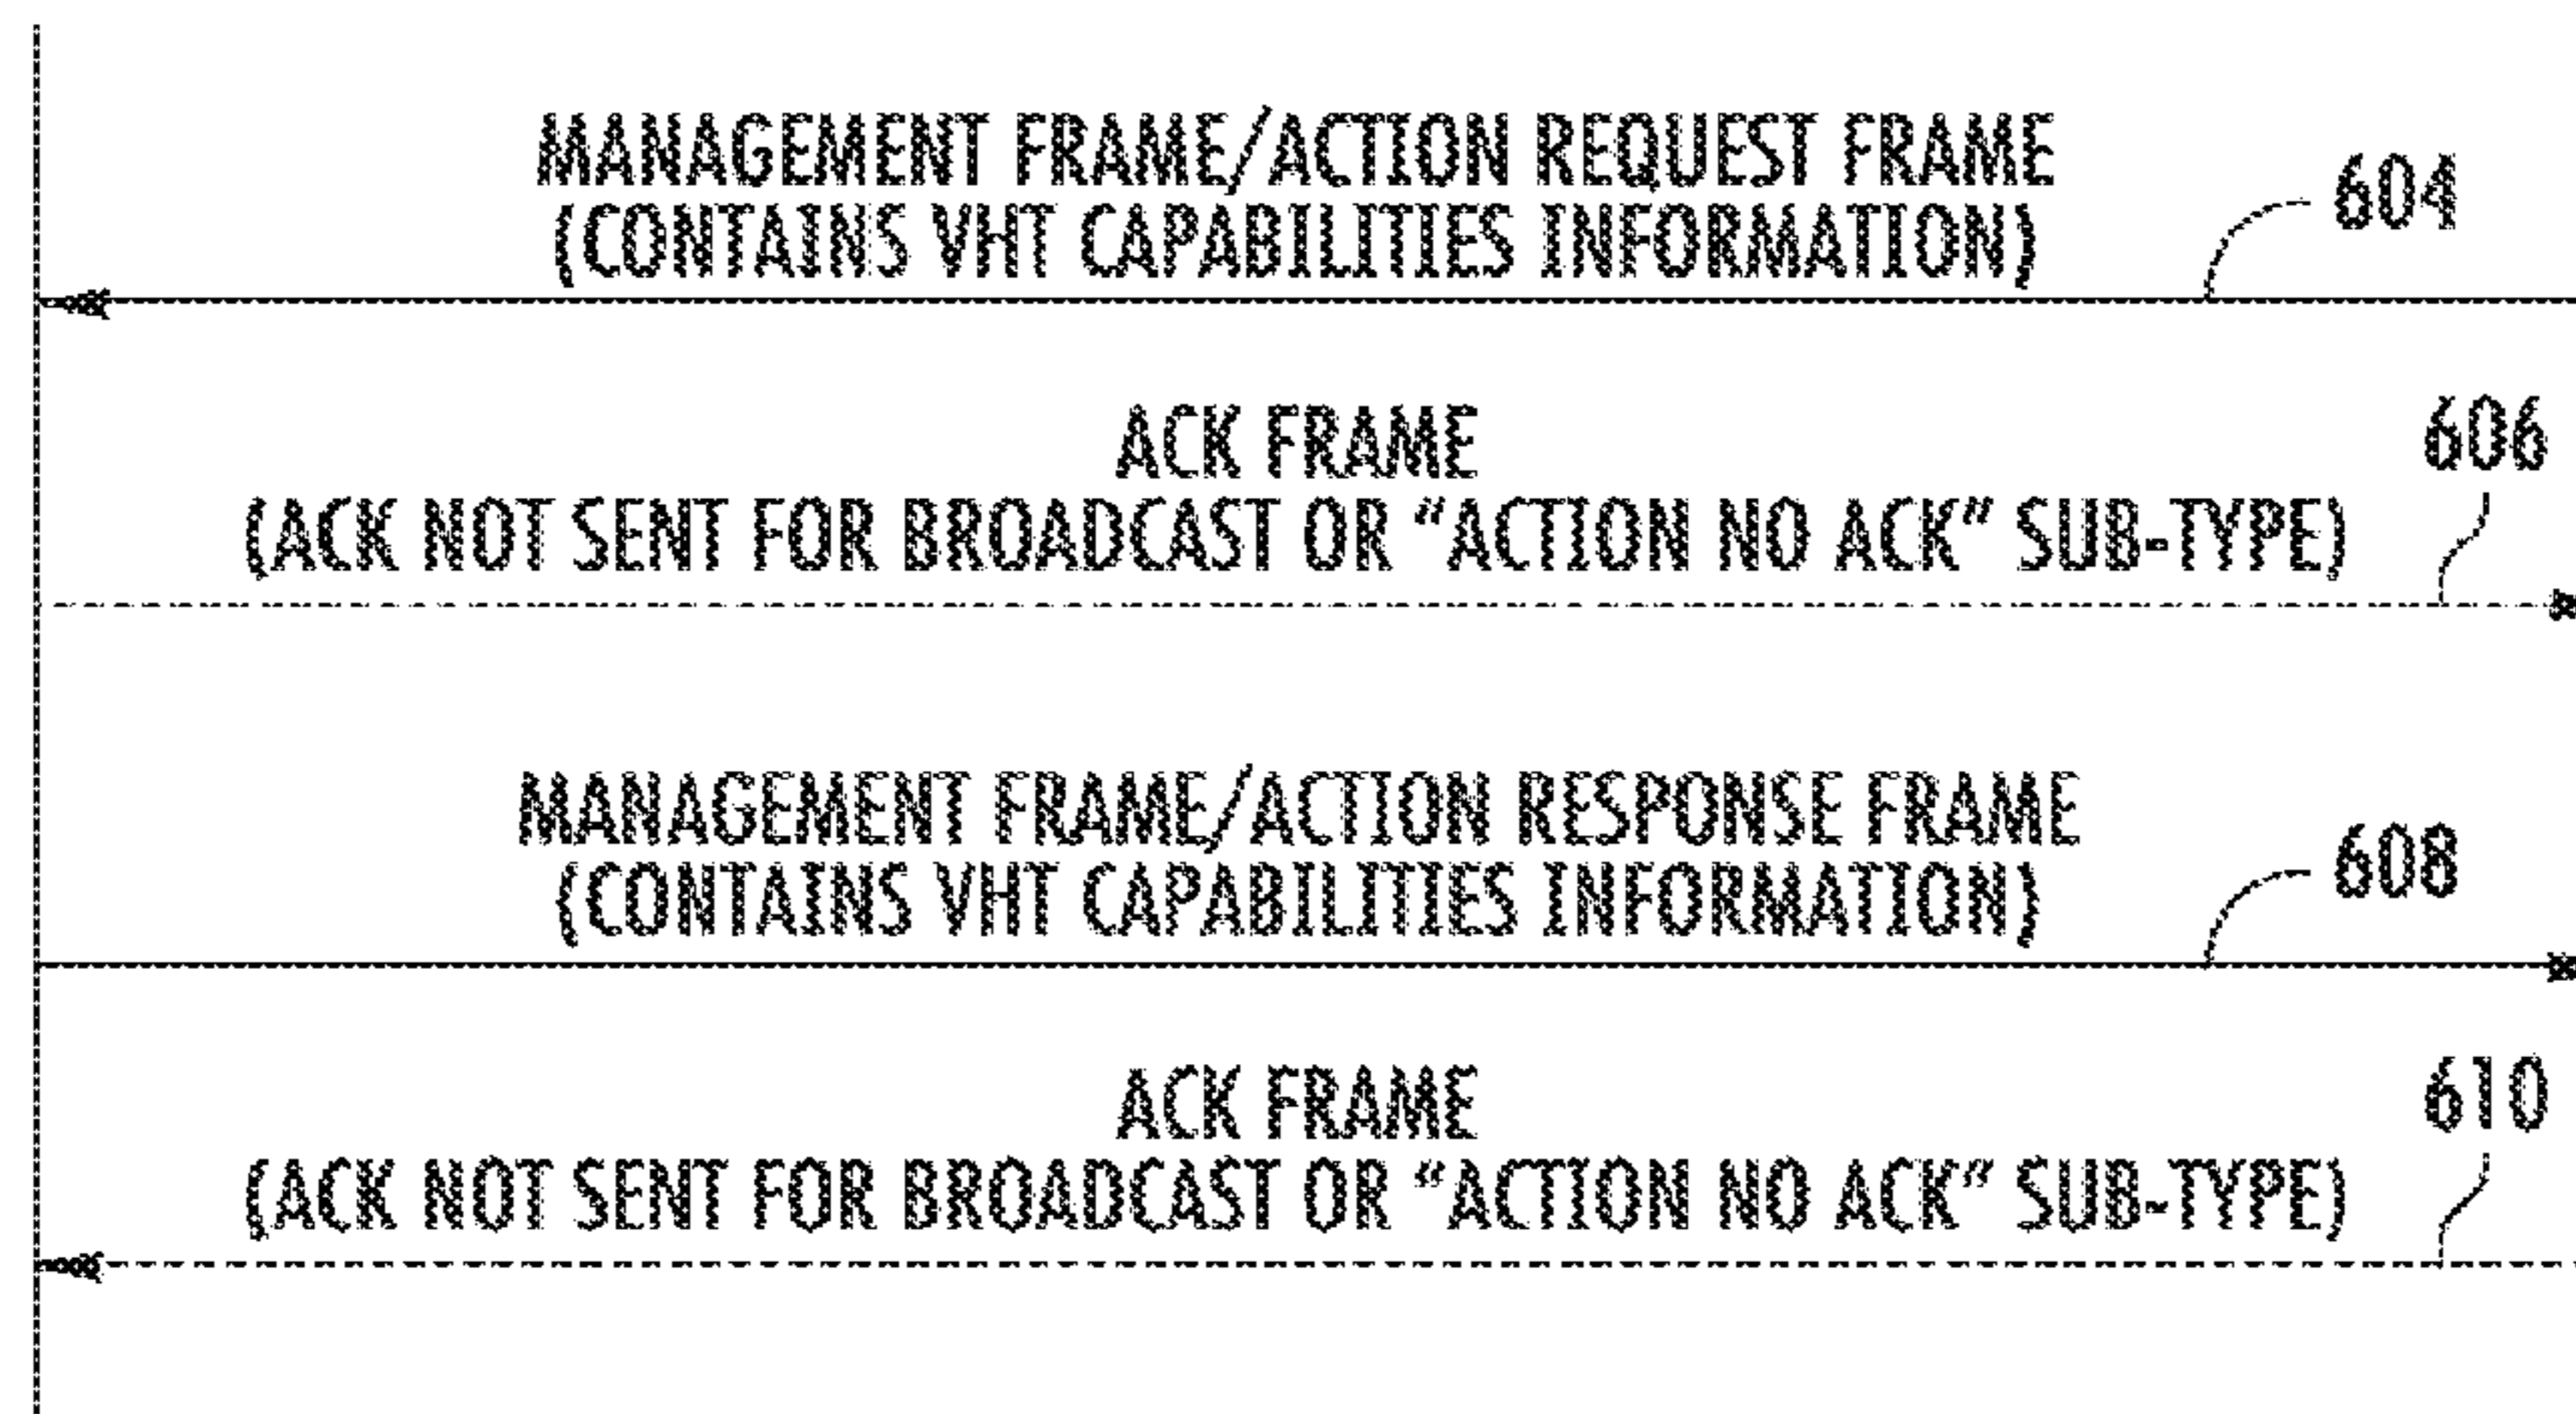 MANAGEMENT FRAME/ACTION REQUEST FRAME
(CONTAINS VHT CAPABILITIES INFORMATION)
604
ACK FRAME
606
(ACK NOT SENT FOR BROADCAST OR “ACTION NO ACK” SUB-TYPE)
MANAGEMENT FRAME/ACTION RESPONSE FRAME
(CONTAINS VHT CAPABILITIES INFORMATION)
608
ACK FRAME
610
(ACK NOT SENT FOR BROADCAST OR “ACTION NO ACK” SUB-TYPE)